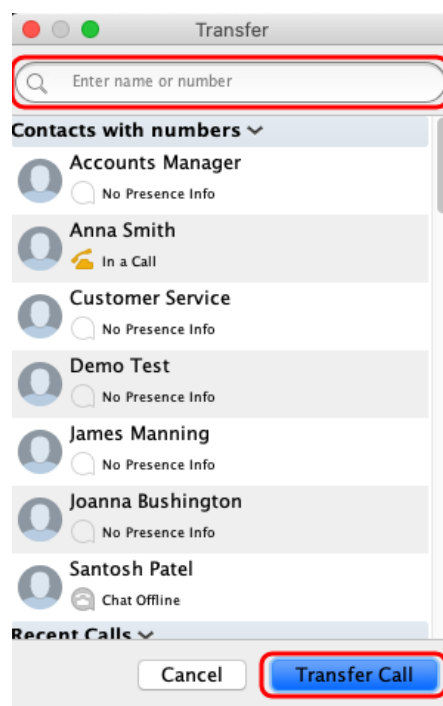 Transfer
Enter name or number
Contacts with numbers
Accounts Manager
No Presence Info
Anna Smith
In a Call
Customer Service
No Presence Info
Demo Test
No Presence Info
James Manning
No Presence Info
Joanna Bushington
No Presence Info
Santosh Patel
Chat Offline
Recent Calls
Cancel
Transfer Call